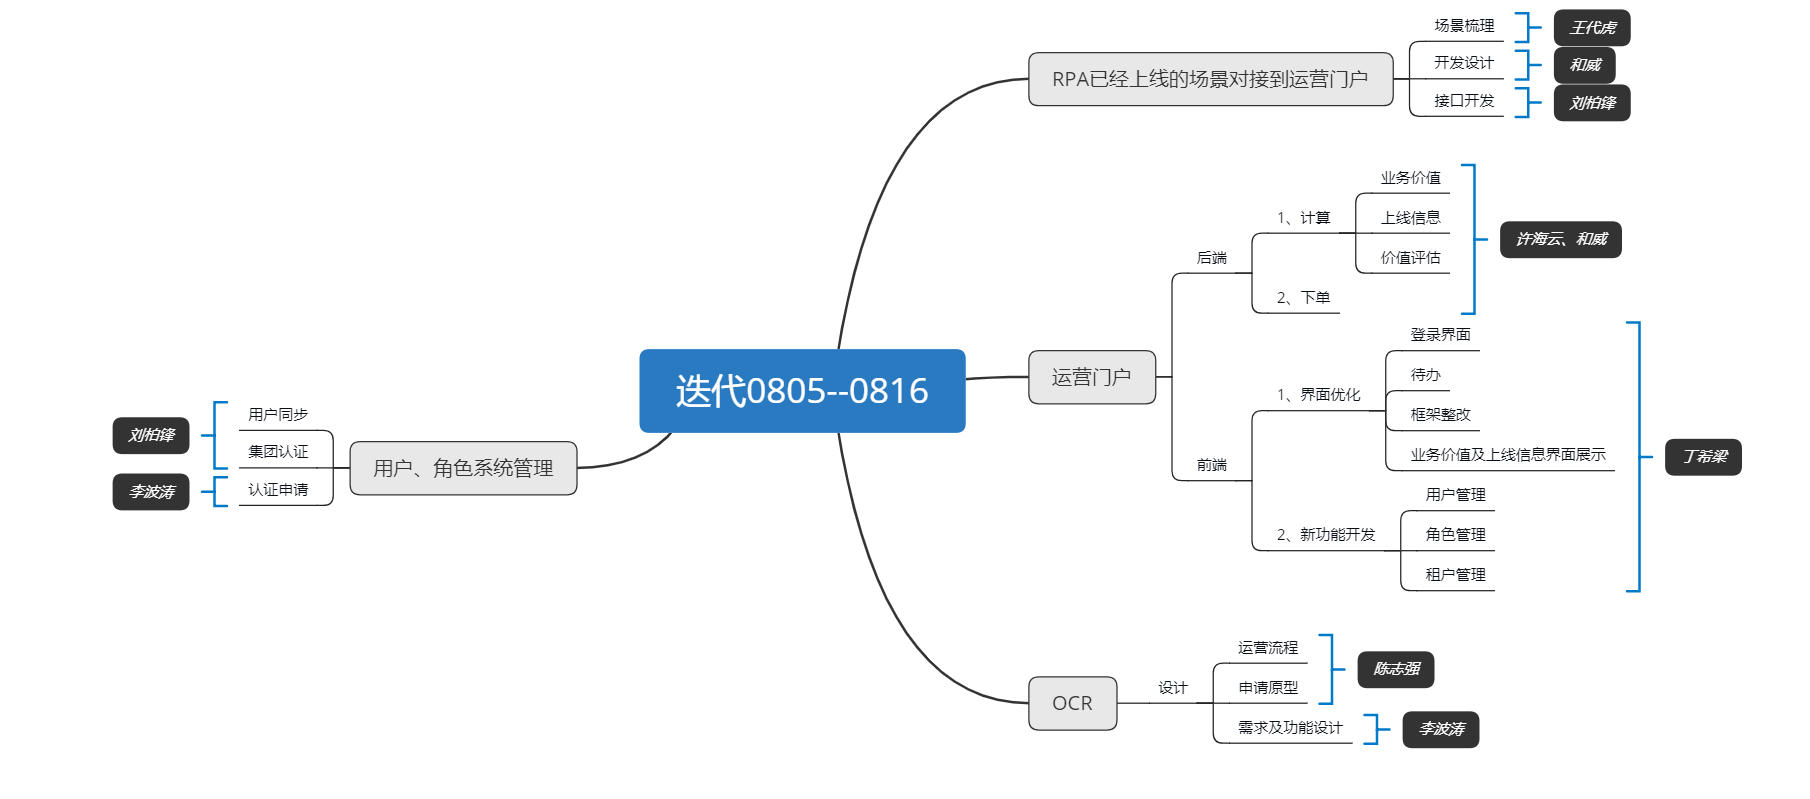 迭代0805--0816
RPA已经上线的场景对接到运营门户
场景梳理
王代虎
开发设计
和威
接口开发
刘柏锋
运营门户
后端
1、计算
业务价值
上线信息
价值评估
2、下单
许海云、和威
前端
1、界面优化
登录界面
待办
框架整改
业务价值及上线信息界面展示
2、新功能开发
用户管理
角色管理
租户管理
丁希梁
OCR
设计
运营流程
申请原型
陈志强
需求及功能设计
李波涛
用户、角色系统管理
用户同步
集团认证
刘柏锋
认证申请
李波涛